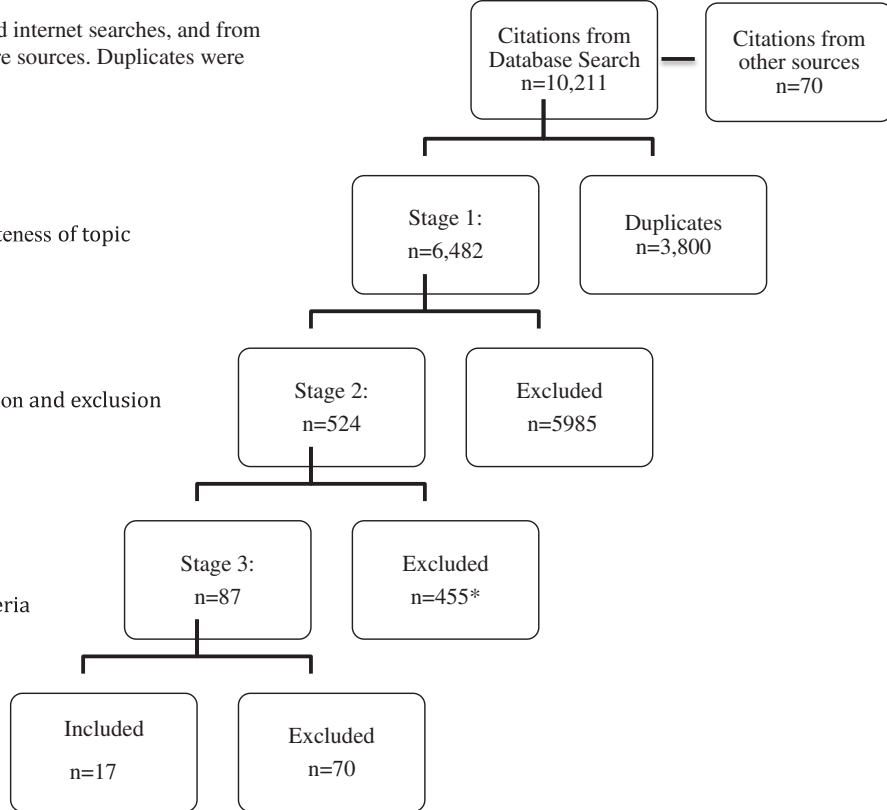 d internet searches, and from
re sources. Duplicates were
Citations from
Database Search
n=10,211
Citations from
other sources
n=70
teness of topic
Stage 1:
n=6,482
Duplicates
n=3,800
on and exclusion
Stage 2:
n=524
Excluded
n=5985
eria
Stage 3:
n=87
Excluded
n=455*
Included
n=17
Excluded
n=70